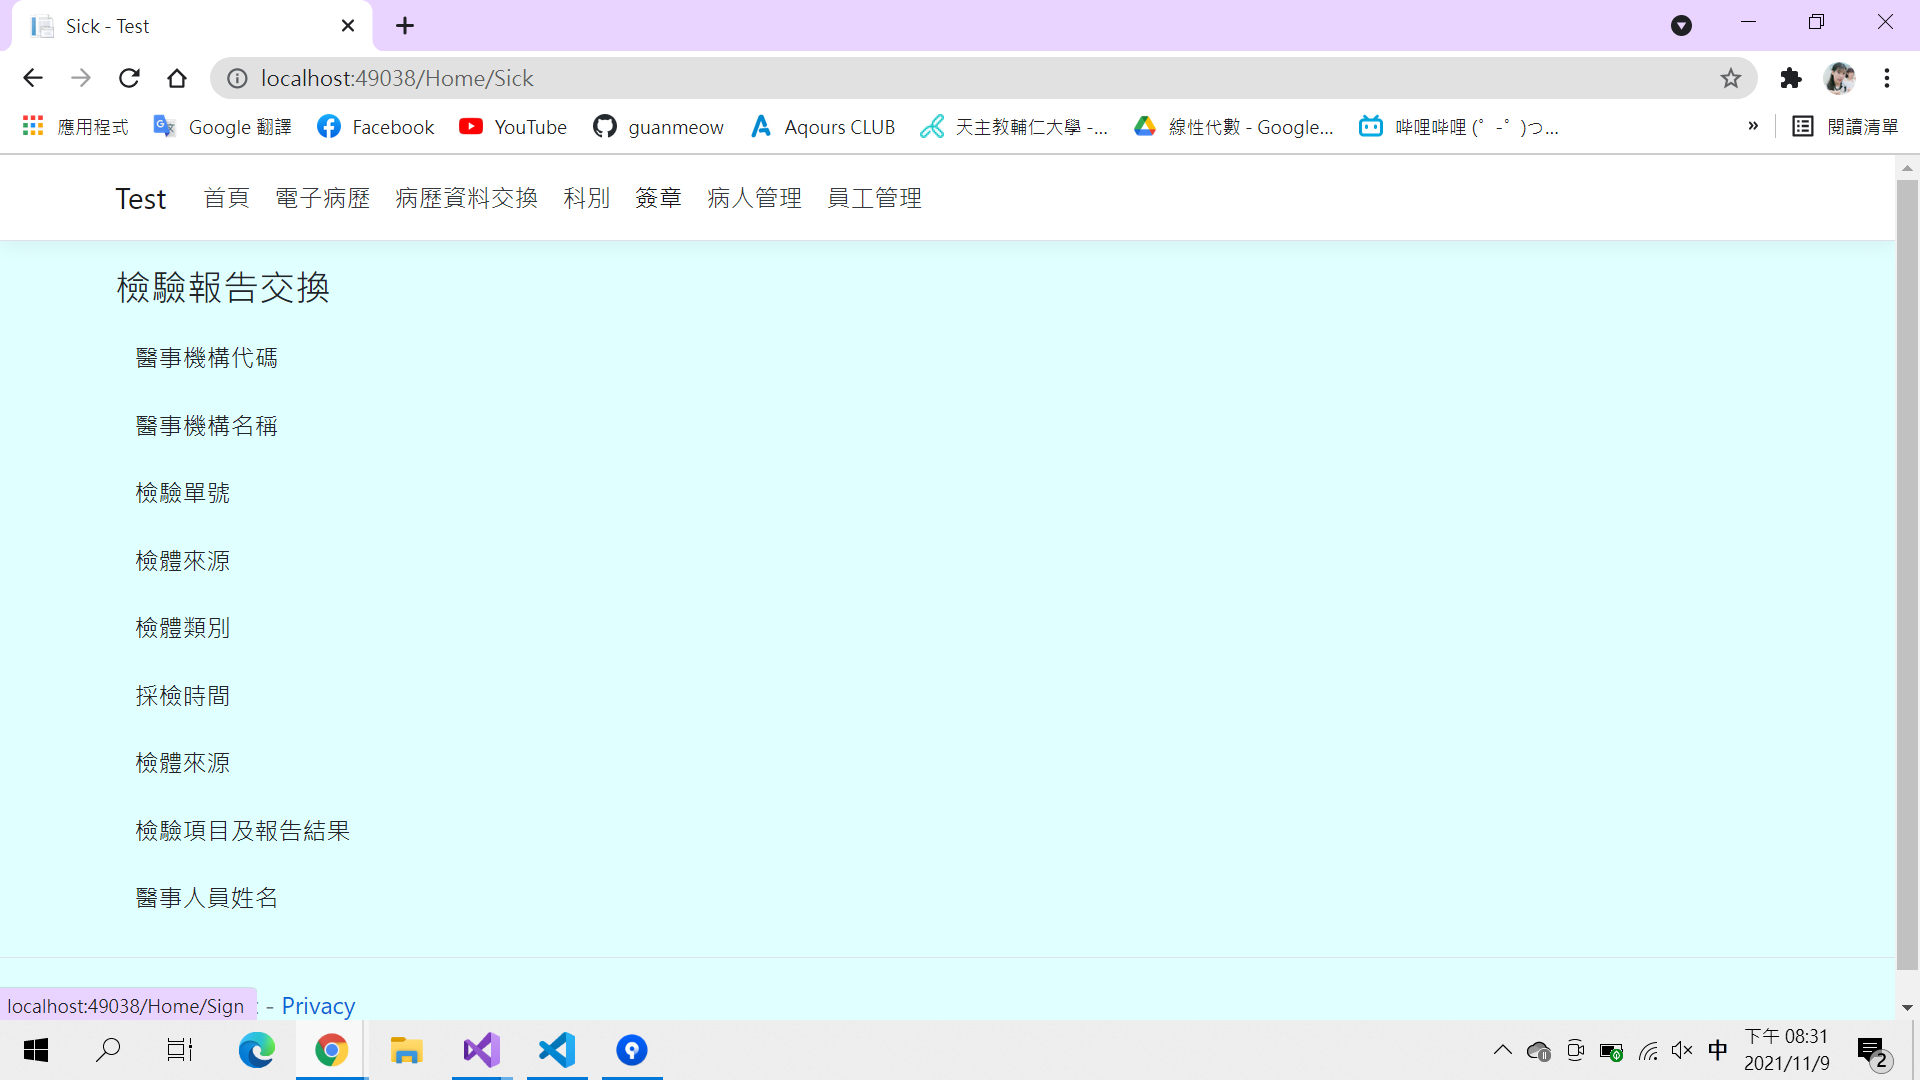 Sick - Test
localhost:49038/Home/Sick
應用程式 Google 翻譯 Facebook YouTube guanmeow Aqours CLUB 天主教輔仁大學 -... 線性代數 - Google... 哔哩哔哩 (゜-゜)つ... » 閱讀清單
Test 首頁 電子病歷 病歷資料交換 科別 簽章 病人管理 員工管理
檢驗報告交換
醫事機構代碼
醫事機構名稱
檢驗單號
檢體來源
檢體類別
採檢時間
檢體來源
檢驗項目及報告結果
醫事人員姓名
localhost:49038/Home/Sign - Privacy
中 下午 08:31
2021/11/9 2